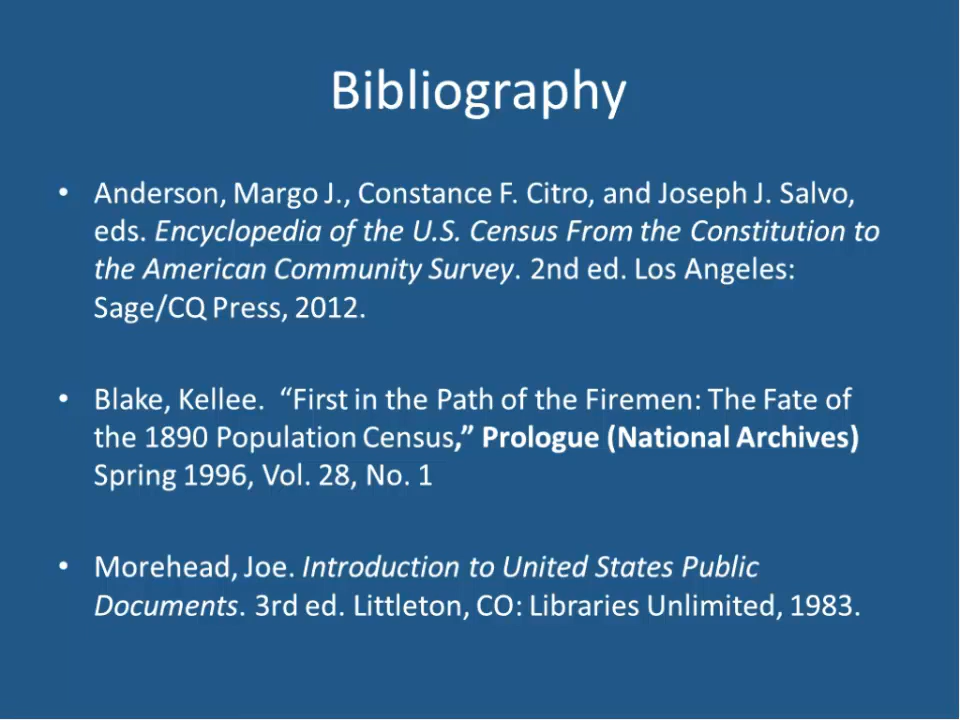 Bibliography
• Anderson, Margo J., Constance F. Citro, and Joseph J. Salvo,
eds. Encyclopedia of the U.S. Census From the Constitution to
the American Community Survey. 2nd ed. Los Angeles:
Sage/CQ Press, 2012.
• Blake, Kellee.  “First in the Path of the Firemen: The Fate of
the 1890 Population Census,” Prologue (National Archives)
Spring 1996, Vol. 28, No. 1
• Morehead, Joe. Introduction to United States Public
Documents. 3rd ed. Littleton, CO: Libraries Unlimited, 1983.